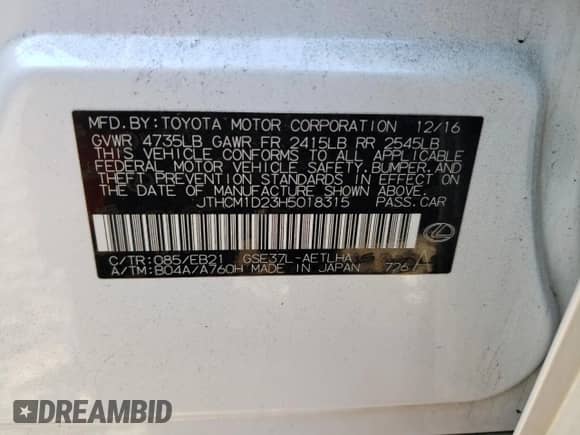 MFD.BY: TOYOTA MOTOR CORPORATION 12/16
GVWR 4735LB GAWR FR 2415LB RR 2545LB
THIS VEHICLE CONFORMS TO ALL APPLICABLE
FEDERAL MOTOR VEHICLE SAFETY, BUMPER, AND
THEFT PREVENTION STANDARDS IN EFFECT ON
THE DATE OF MANUFACTURE SHOWN ABOVE.
JTHCM1D23H5018315 PASS.CAR
C/TR: 085/EB21 GSE37L-AETLHA
A/TM: B04A/A760H MADE IN JAPAN 726
DREAMBID